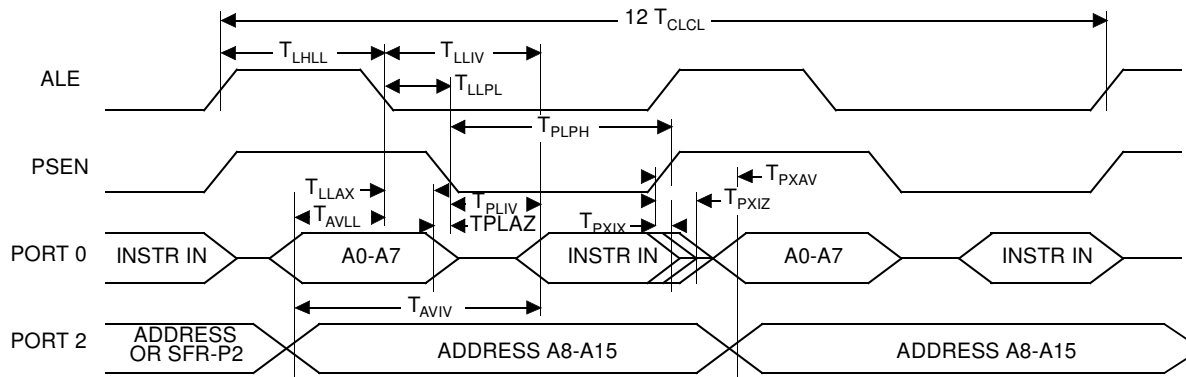 12 TCLCL
TLHLL TLLIV
ALE
TLLPL
TPLPH
PSEN
TLLAX TPXAV
TPXIZ
TAVLL TPLIV
TPLAZ TPXIX
PORT 0 INSTR IN A0-A7 INSTR IN A0-A7 INSTR IN
TAVIV
PORT 2 ADDRESS
OR SFR-P2 ADDRESS A8-A15 ADDRESS A8-A15